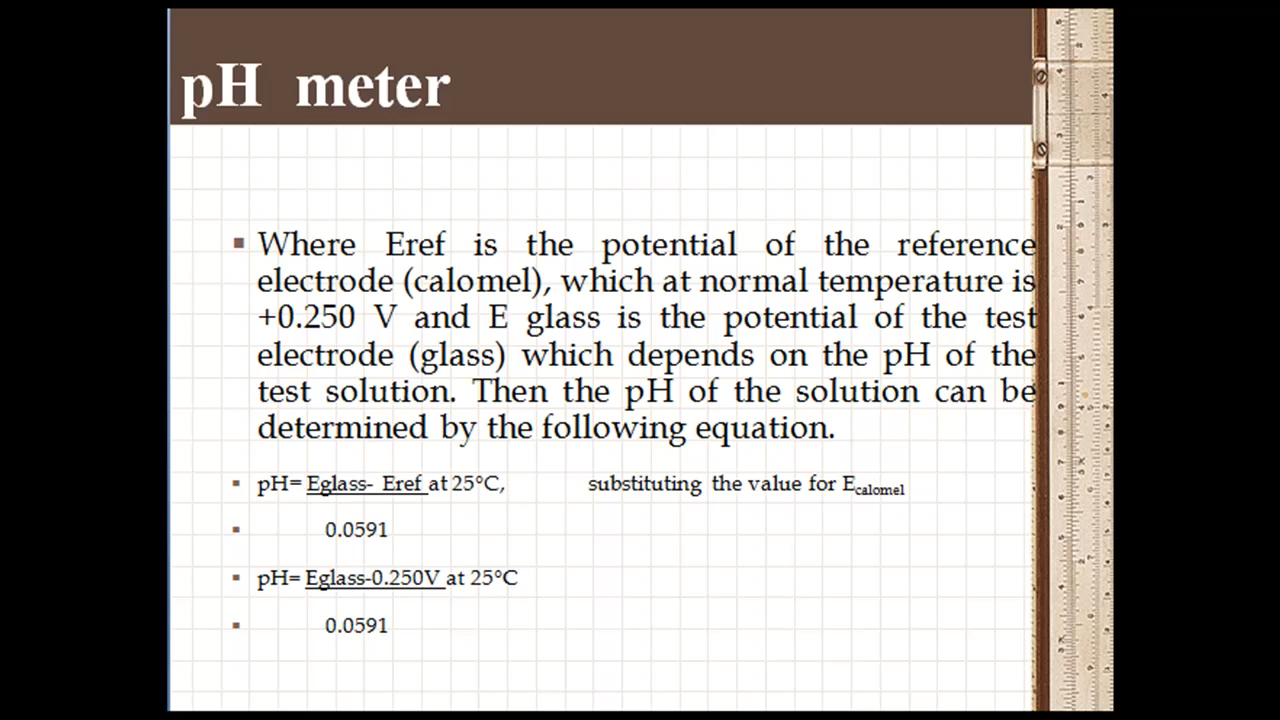 pH meter
▪ Where Eref is the potential of the reference
electrode (calomel), which at normal temperature is
+0.250 V and E glass is the potential of the test
electrode (glass) which depends on the pH of the
test solution. Then the pH of the solution can be
determined by the following equation.
▪ pH= Eglass- Eref at 25°C, substituting the value for Ecalomel
▪ 0.0591
▪ pH= Eglass-0.250V at 25°C
▪ 0.0591